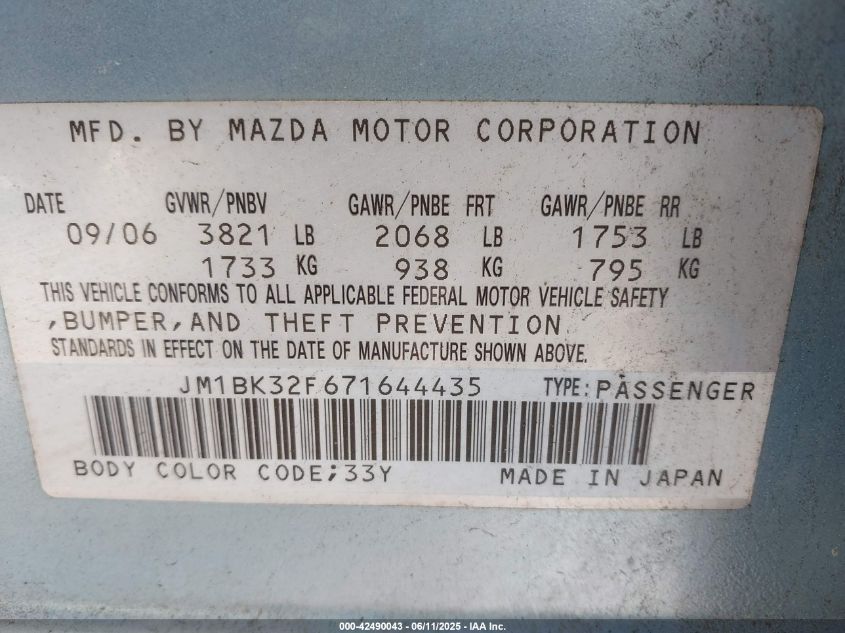 MFD. BY MAZDA MOTOR CORPORATION
DATE GVWR/PNBV GAWR/PNBE FRT GAWR/PNBE RR
09/06 3821 LB 2068 LB 1753 LB
1733 KG 938 KG 795 KG
THIS VEHICLE CONFORMS TO ALL APPLICABLE FEDERAL MOTOR VEHICLE SAFETY
,BUMPER,AND THEFT PREVENTION
STANDARDS IN EFFECT ON THE DATE OF MANUFACTURE SHOWN ABOVE.
JM1BK32F671644435 TYPE:PASSENGER
BODY COLOR CODE;33Y MADE IN JAPAN
000-42490043 - 06/11/2025 - IAA Inc.